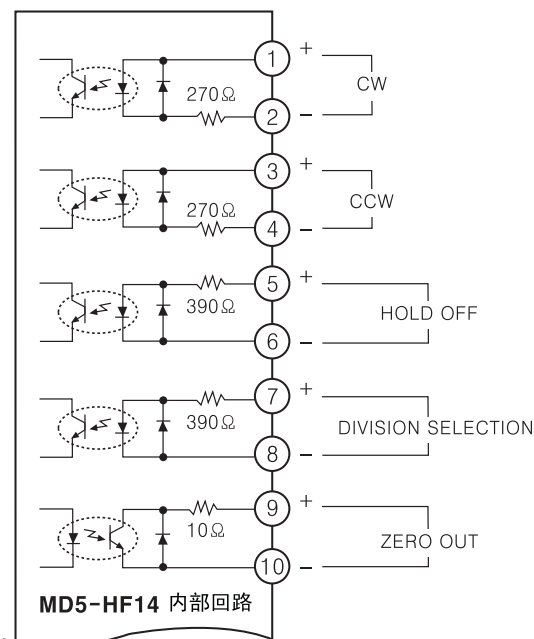 1 + CW
270Ω
2 −
3 + CCW
270Ω
4 −
5 + HOLD OFF
390Ω
6 −
7 + DIVISION SELECTION
390Ω
8 −
9 + ZERO OUT
10Ω
10 −
MD5-HF14 内部回路